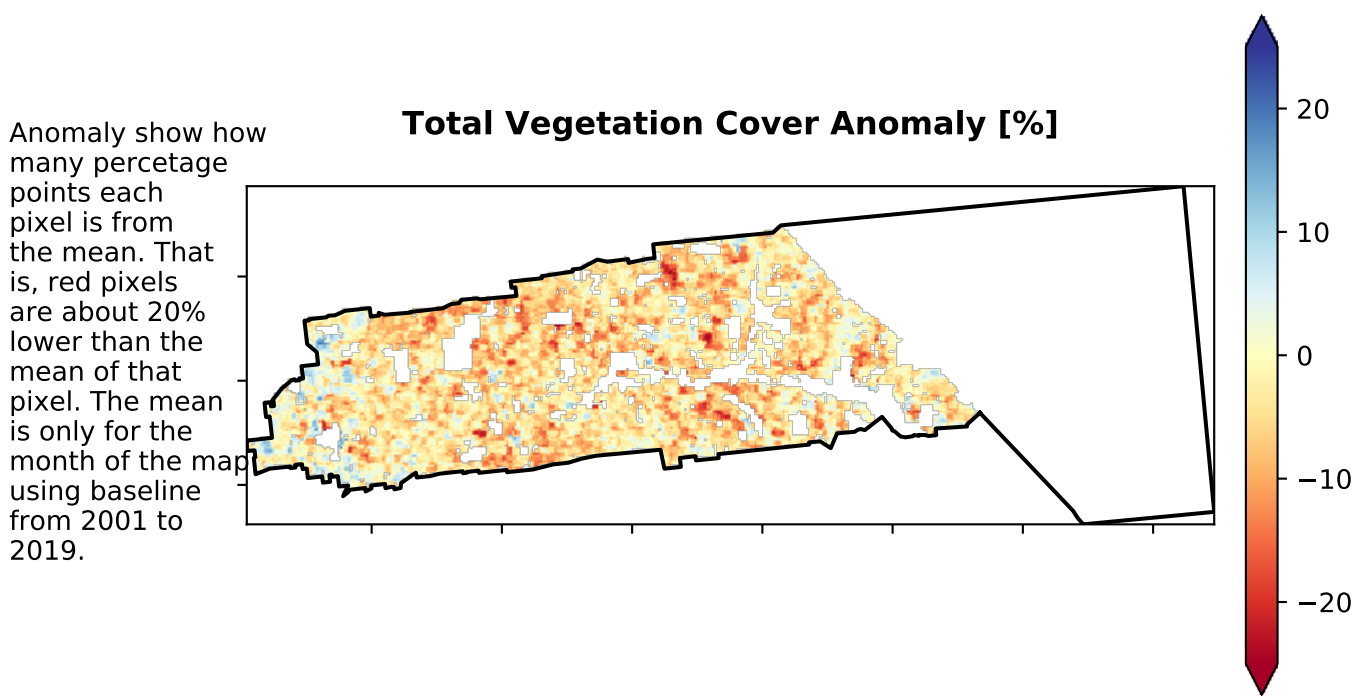 Total Vegetation Cover Anomaly [%]
Anomaly show how
many percetage
points each
pixel is from
the mean. That
is, red pixels
are about 20%
lower than the
mean of that
pixel. The mean
is only for the
month of the map
using baseline
from 2001 to
2019.
20
10
0
−10
−20